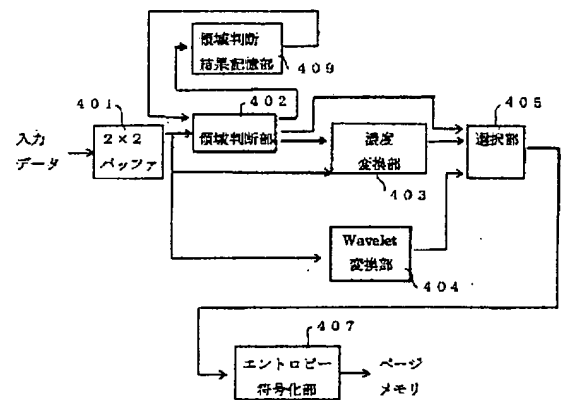 領域判断
結果記憶部
409
401
402
405
入力
データ
2×2
バッファ
領域判断部
濃度
変換部
選択部
403
Wavelet
変換部
404
407
エントロピー
符号化部
ページ
メモリ